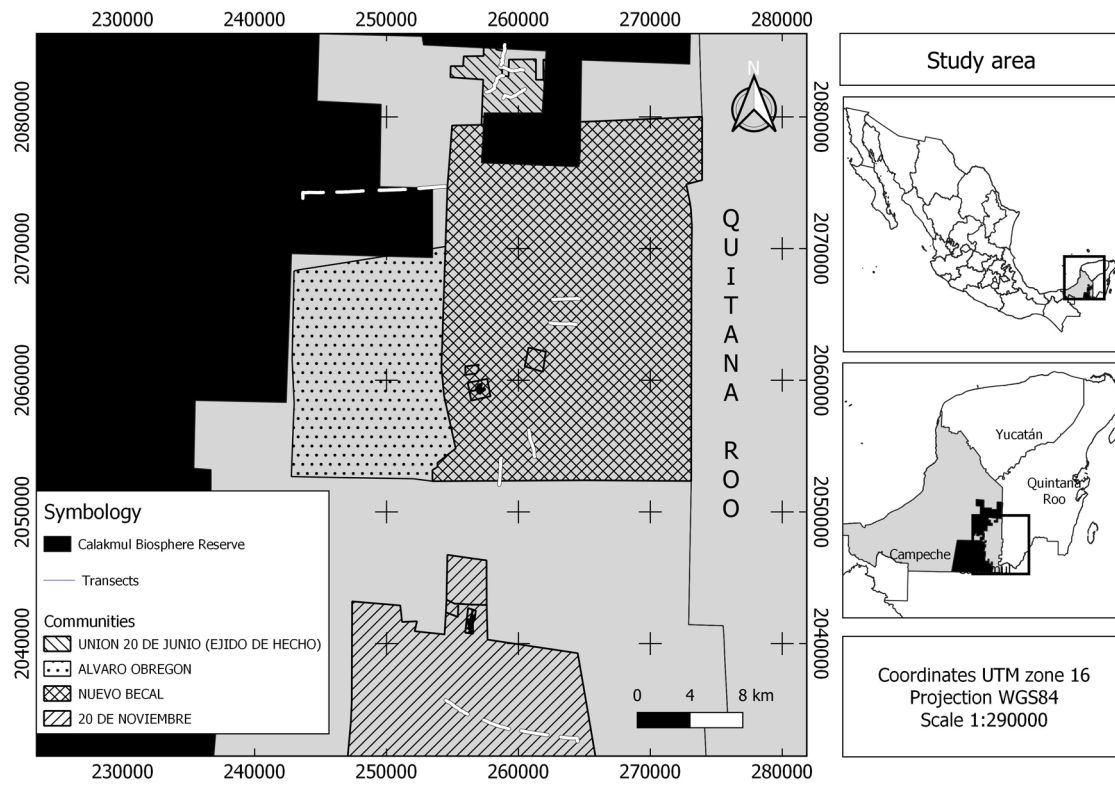 230000 240000 250000 260000 270000 280000
2080000
2070000
2060000
2050000
2040000
N
QUITANA ROO
2080000
2070000
2060000
2050000
2040000
Symbology
Calakmul Biosphere Reserve
Transects
Communities
UNION 20 DE JUNIO (EJIDO DE HECHO)
ALVARO OBREGON
NUEVO BECAL
20 DE NOVIEMBRE
0 4 8 km
230000 240000 250000 260000 270000 280000
Study area
Yucatán
Quintana
Roo
Campeche
Coordinates UTM zone 16
Projection WGS84
Scale 1:290000